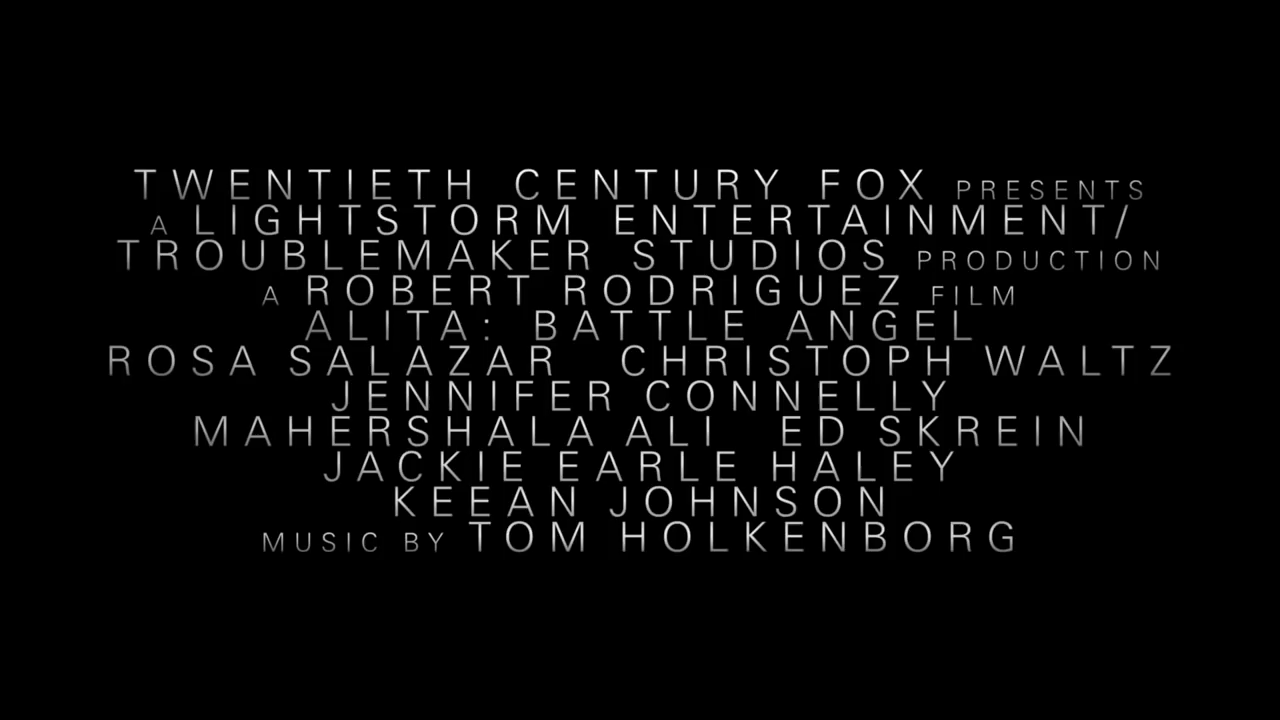 TWENTIETH CENTURY FOX PRESENTS
A LIGHTSTORM ENTERTAINMENT/
TROUBLEMAKER STUDIOS PRODUCTION
A ROBERT RODRIGUEZ FILM
ALITA: BATTLE ANGEL
ROSA SALAZAR CHRISTOPH WALTZ
JENNIFER CONNELLY
MAHERSHALA ALI ED SKREIN
JACKIE EARLE HALEY
KEEAN JOHNSON
MUSIC BY TOM HOLKENBORG